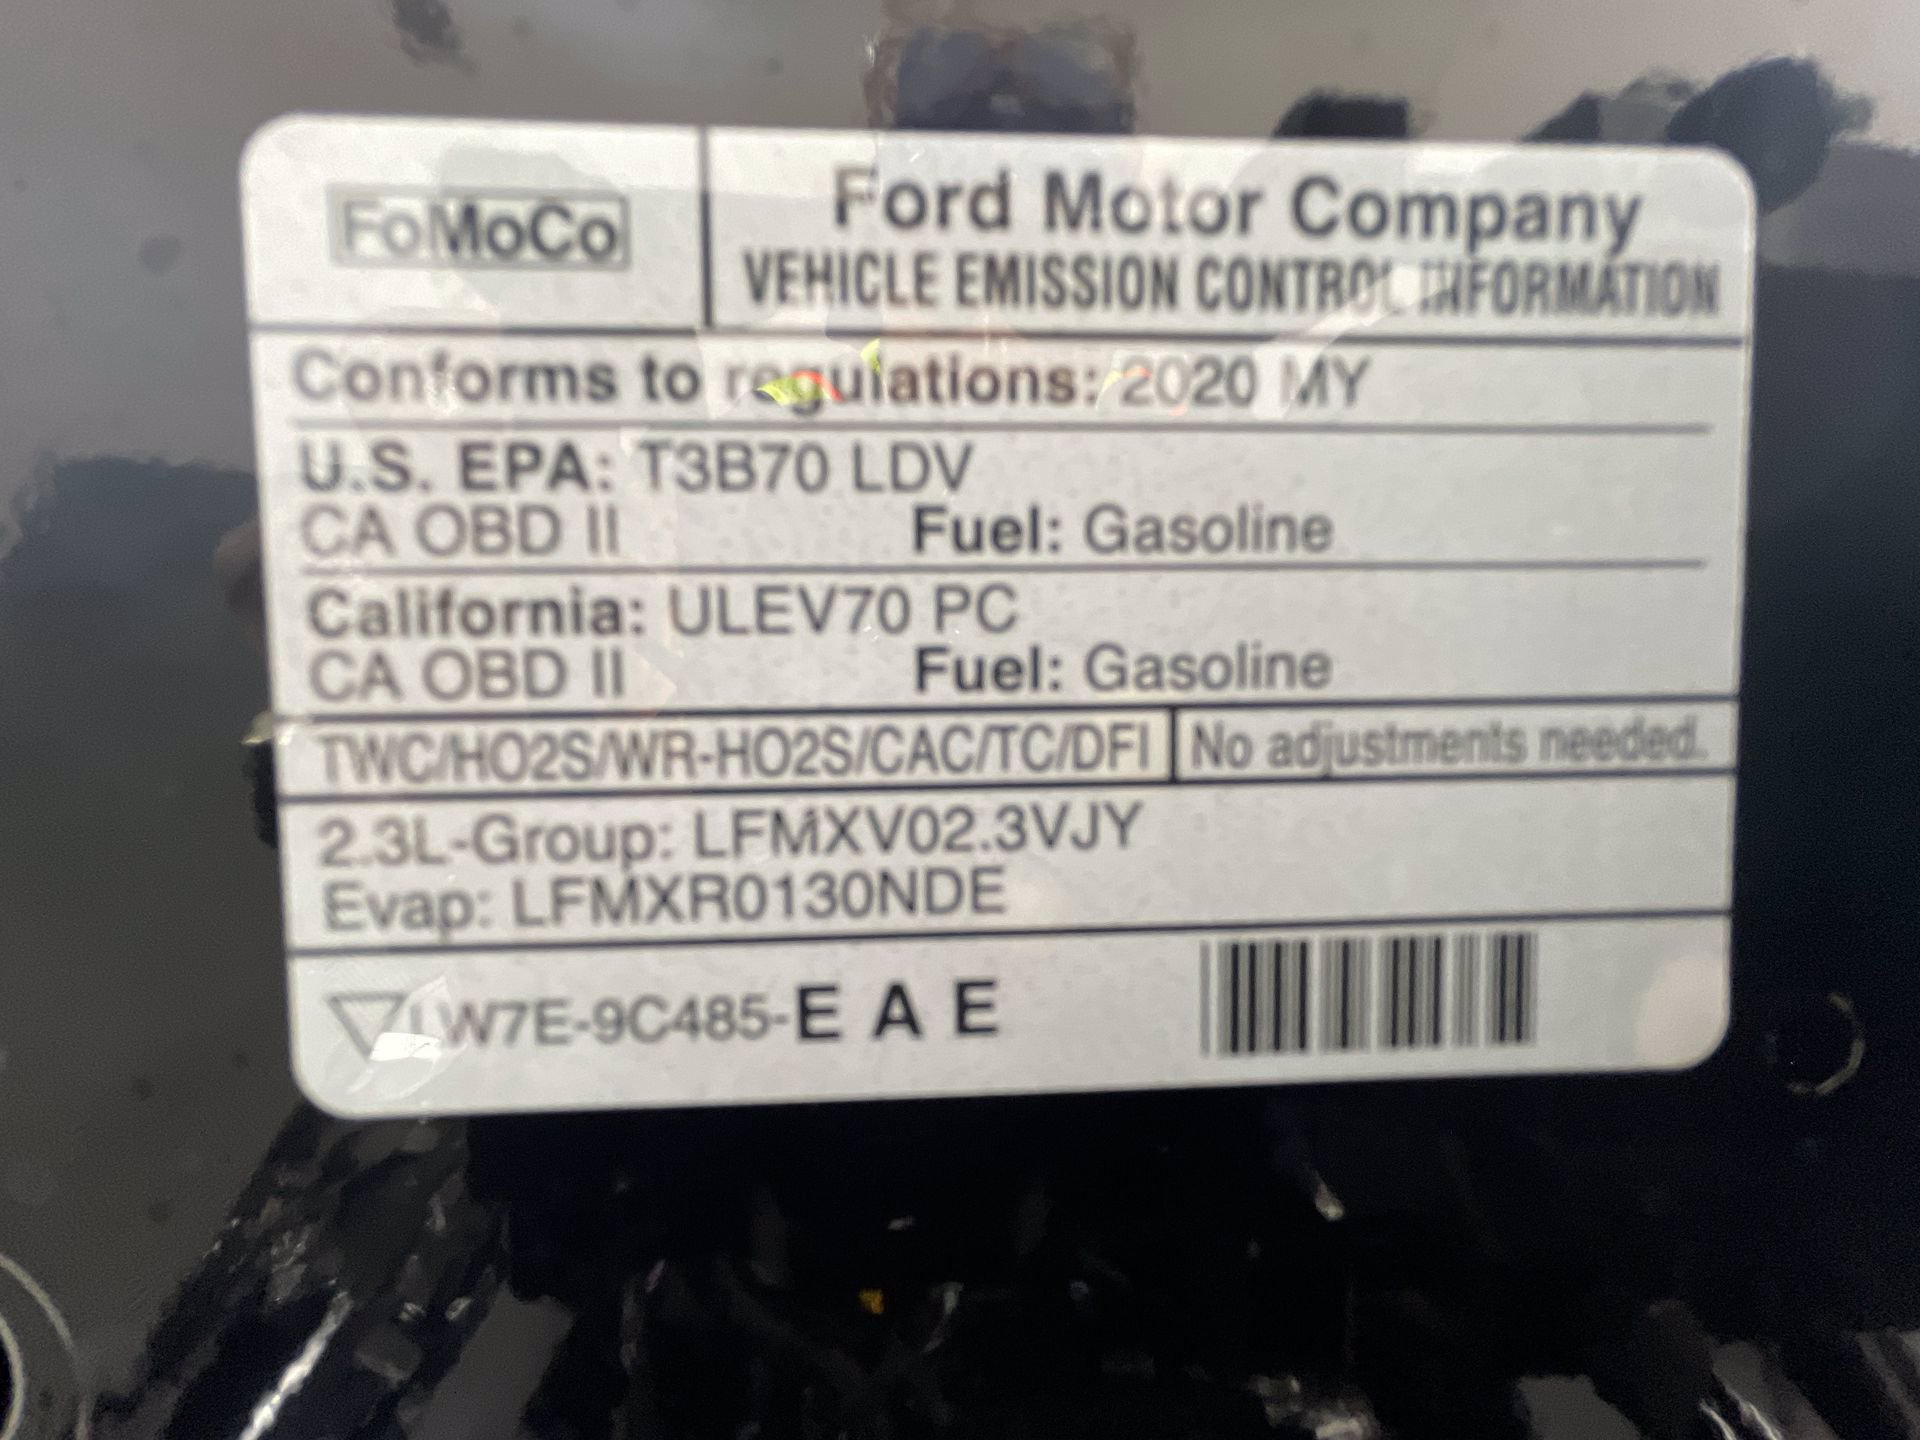 FoMoCo
Ford Motor Company
VEHICLE EMISSION CONTROL INFORMATION
Conforms to regulations: 2020 MY
U.S. EPA: T3B70 LDV
CA OBD II Fuel: Gasoline
California: ULEV70 PC
CA OBD II Fuel: Gasoline
TWC/HO2S/WR-HO2S/CAC/TC/DFI No adjustments needed.
2.3L-Group: LFMXV02.3VJY
Evap: LFMXR0130NDE
LW7E-9C485-E A E